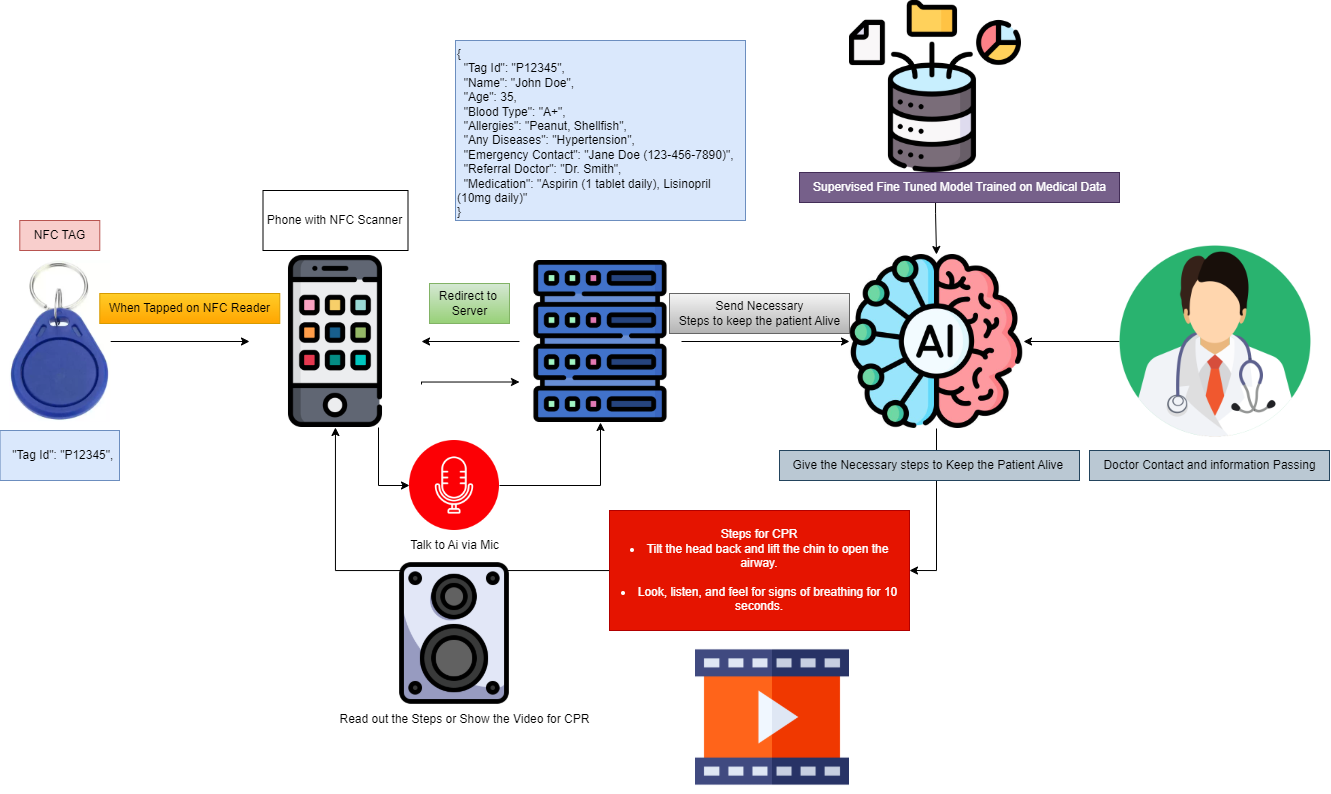 {
"Tag Id": "P12345",
"Name": "John Doe",
"Age": 35,
"Blood Type": "A+",
"Allergies": "Peanut, Shellfish",
"Any Diseases": "Hypertension",
"Emergency Contact": "Jane Doe (123-456-7890)",
"Referral Doctor": "Dr. Smith",
"Medication": "Aspirin (1 tablet daily), Lisinopril
(10mg daily)"
}
Supervised Fine Tuned Model Trained on Medical Data
Phone with NFC Scanner
NFC TAG
When Tapped on NFC Reader
Redirect to
Server
Send Necessary
Steps to keep the patient Alive
AI
"Tag Id": "P12345",
Give the Necessary steps to Keep the Patient Alive
Doctor Contact and information Passing
Talk to Ai via Mic
Steps for CPR
• Tilt the head back and lift the chin to open the
airway.
• Look, listen, and feel for signs of breathing for 10
seconds.
Read out the Steps or Show the Video for CPR